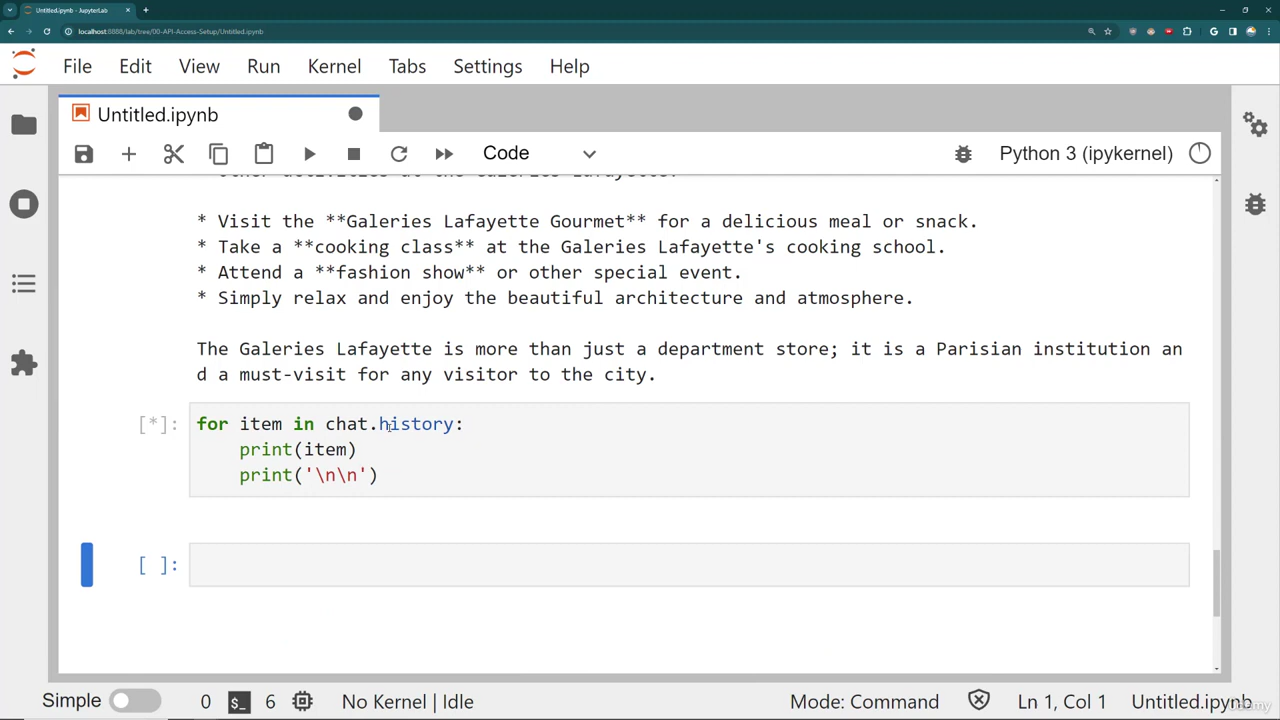 Untitled.ipynb - JupyterLab
localhost:8888/lab/tree/00-API-Access-Setup/Untitled.ipynb
File Edit View Run Kernel Tabs Settings Help
Untitled.ipynb
Code Python 3 (ipykernel)
* Visit the **Galeries Lafayette Gourmet** for a delicious meal or snack.
* Take a **cooking class** at the Galeries Lafayette's cooking school.
* Attend a **fashion show** or other special event.
* Simply relax and enjoy the beautiful architecture and atmosphere.
The Galeries Lafayette is more than just a department store; it is a Parisian institution an
d a must-visit for any visitor to the city.
[*]: for item in chat.history:
print(item)
print('\n\n')
[ ]:
Simple 0 $_ 6 No Kernel | Idle Mode: Command Ln 1, Col 1 Untitled.ipynb
Udemy